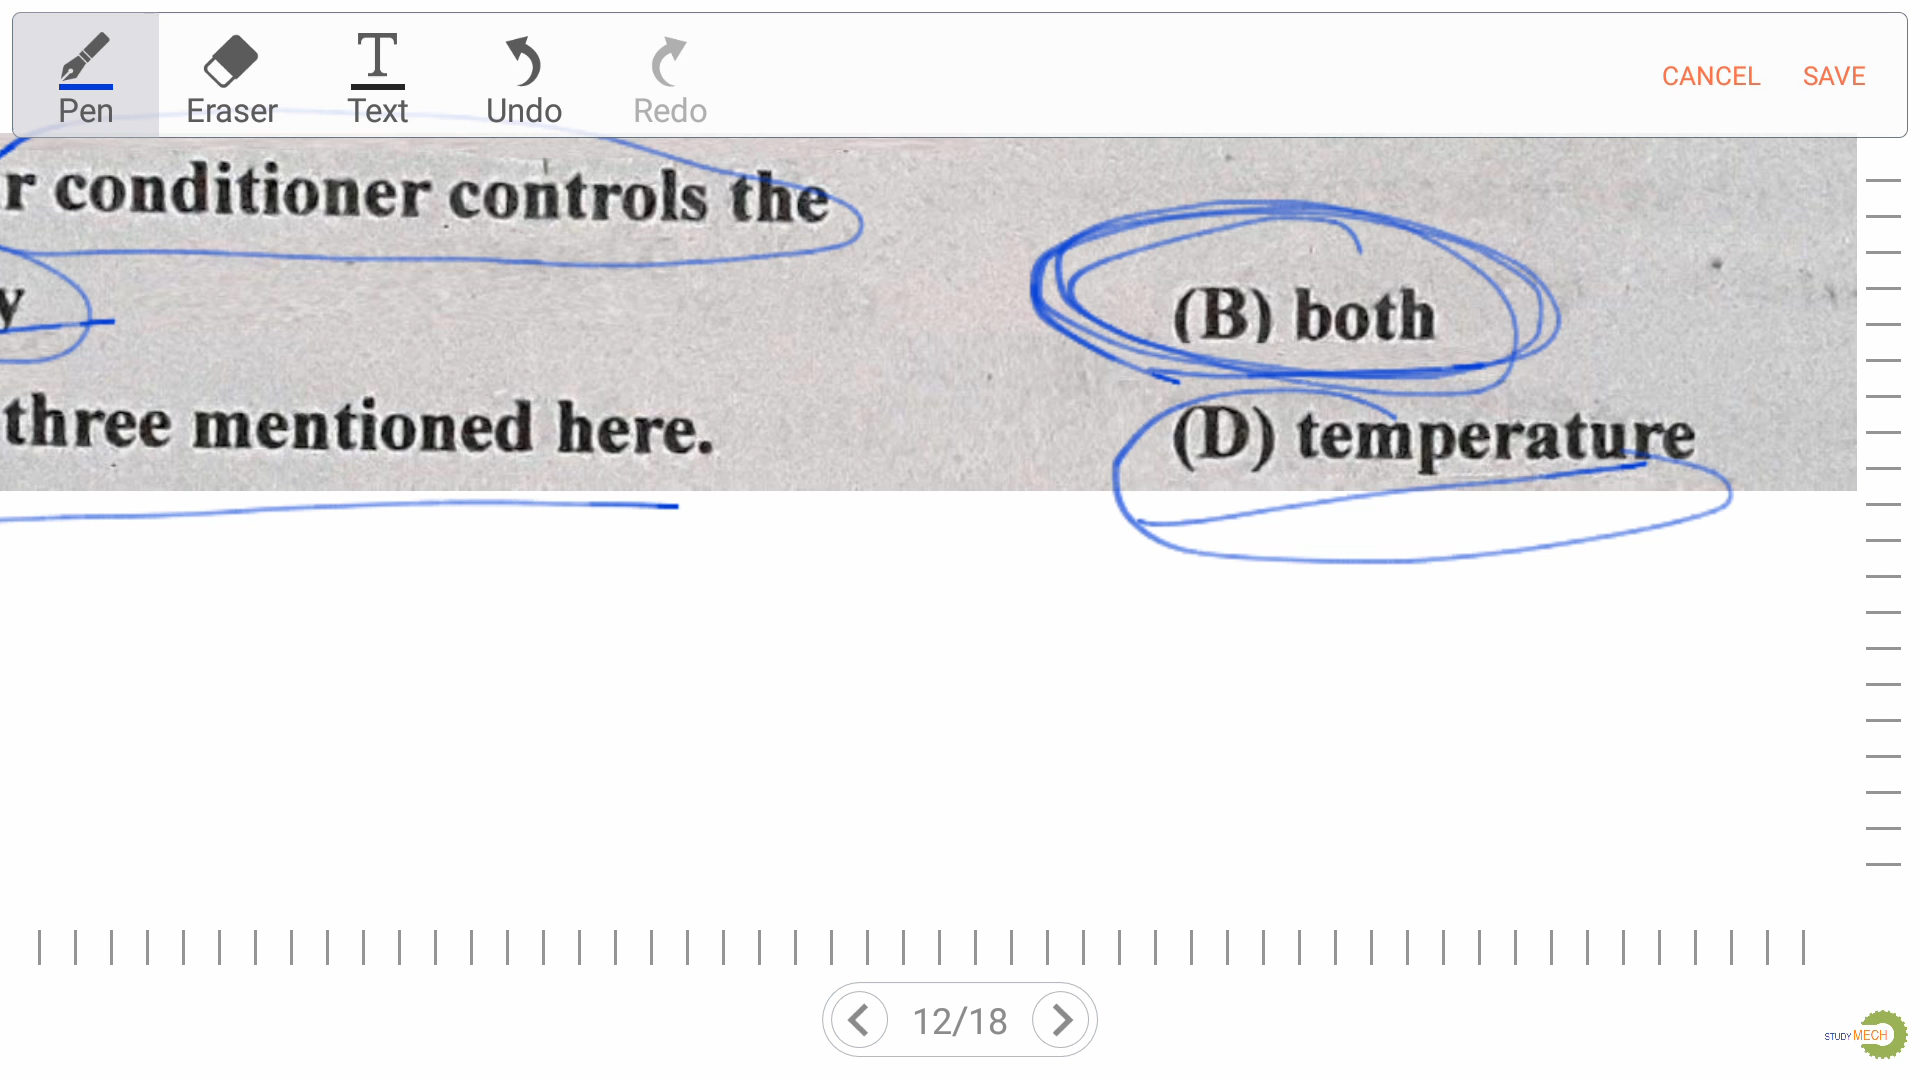 Pen Eraser Text Undo Redo CANCEL SAVE
r conditioner controls the
y (B) both
three mentioned here. (D) temperature
12/18
STUDY MECH